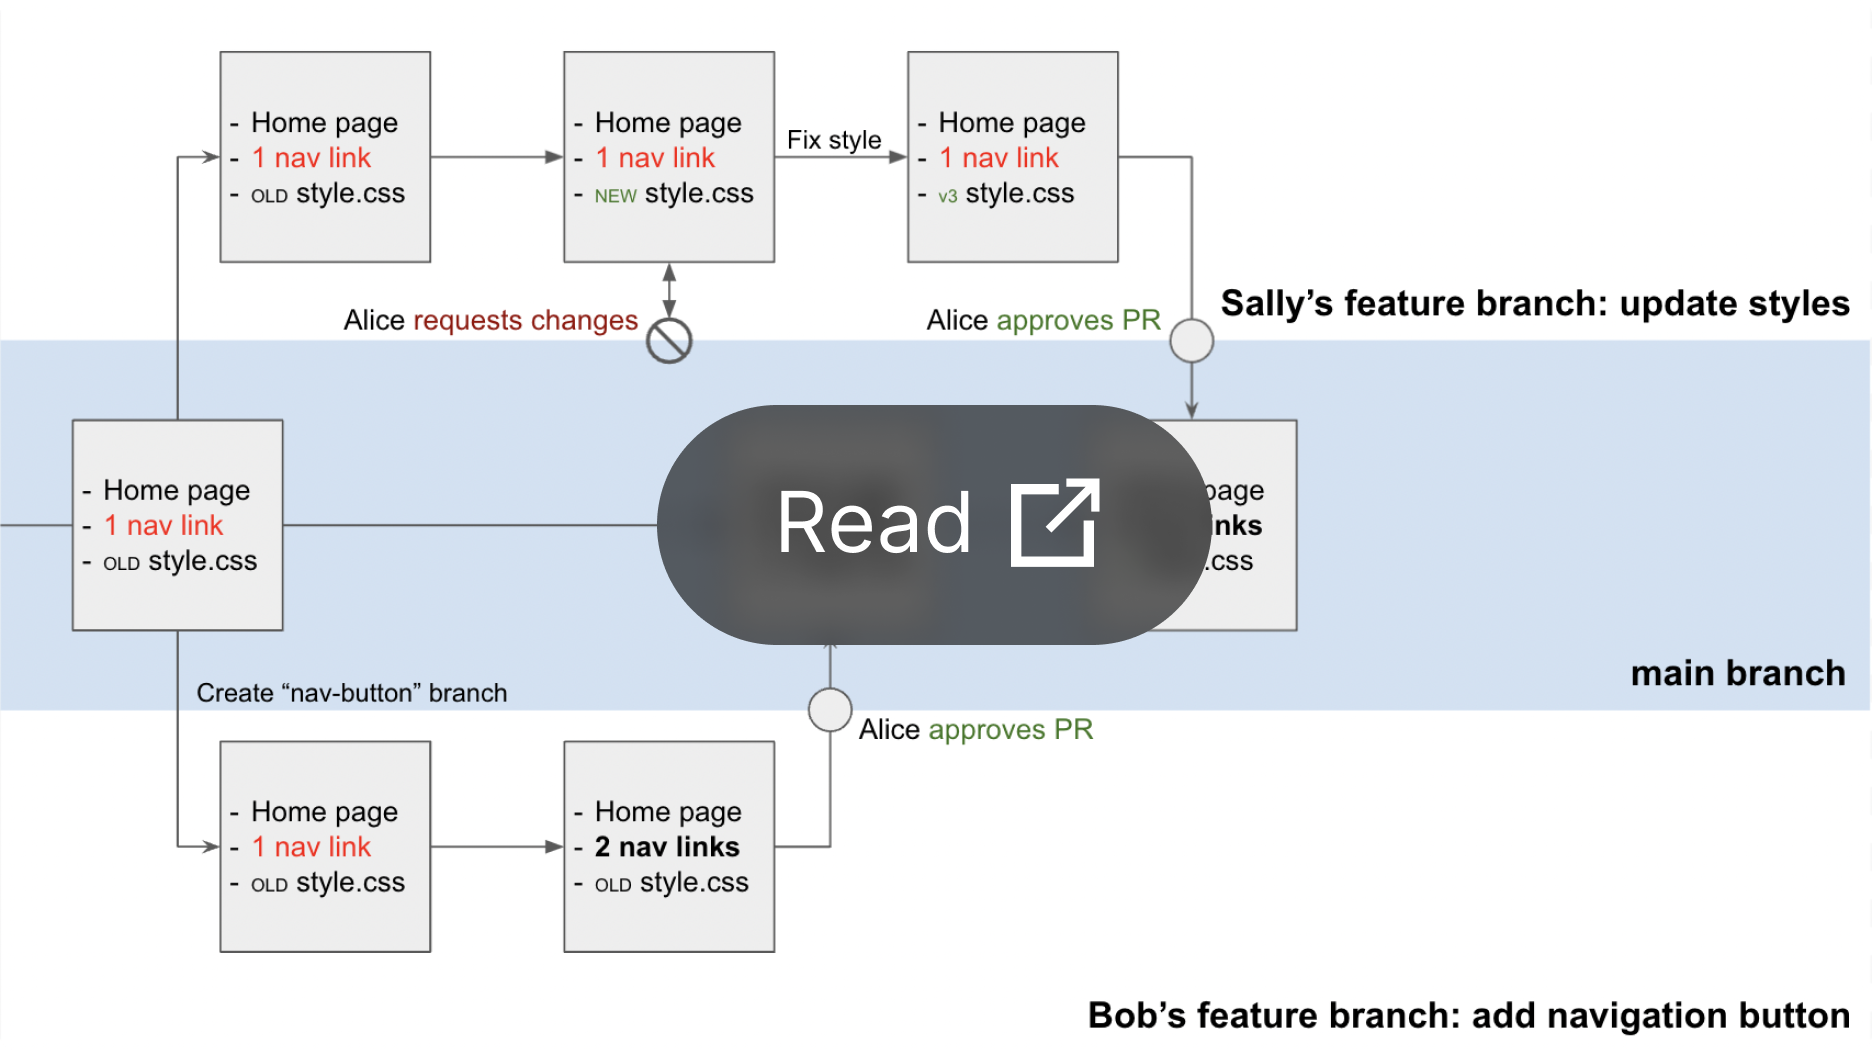 - Home page
- 1 nav link
- OLD style.css
- Home page
- 1 nav link
- NEW style.css
Fix style
- Home page
- 1 nav link
- v3 style.css
Alice requests changes
Alice approves PR
Sally’s feature branch: update styles
- Home page
- 1 nav link
- OLD style.css
Read
page
.css
main branch
Create “nav-button” branch
Alice approves PR
- Home page
- 1 nav link
- OLD style.css
- Home page
- 2 nav links
- OLD style.css
Bob’s feature branch: add navigation button